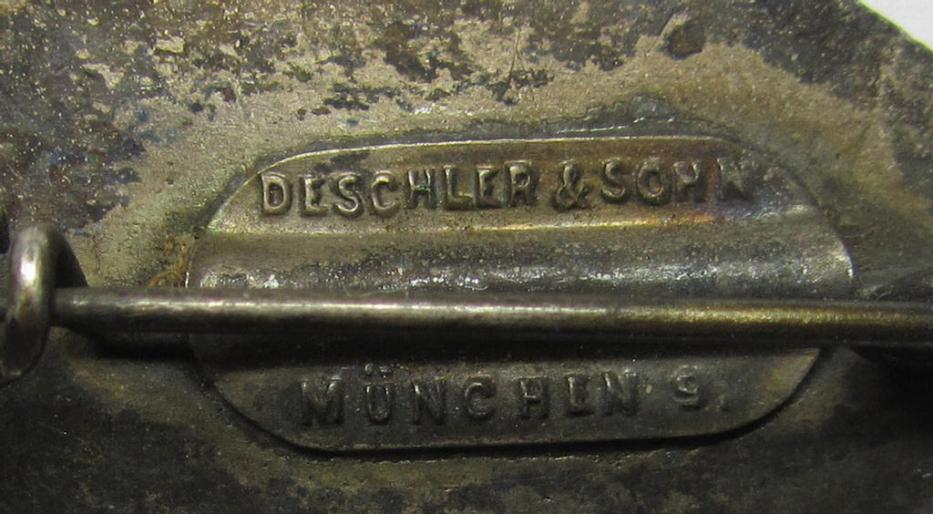 DESCHLER & SOHN
MÜNCHEN 9.